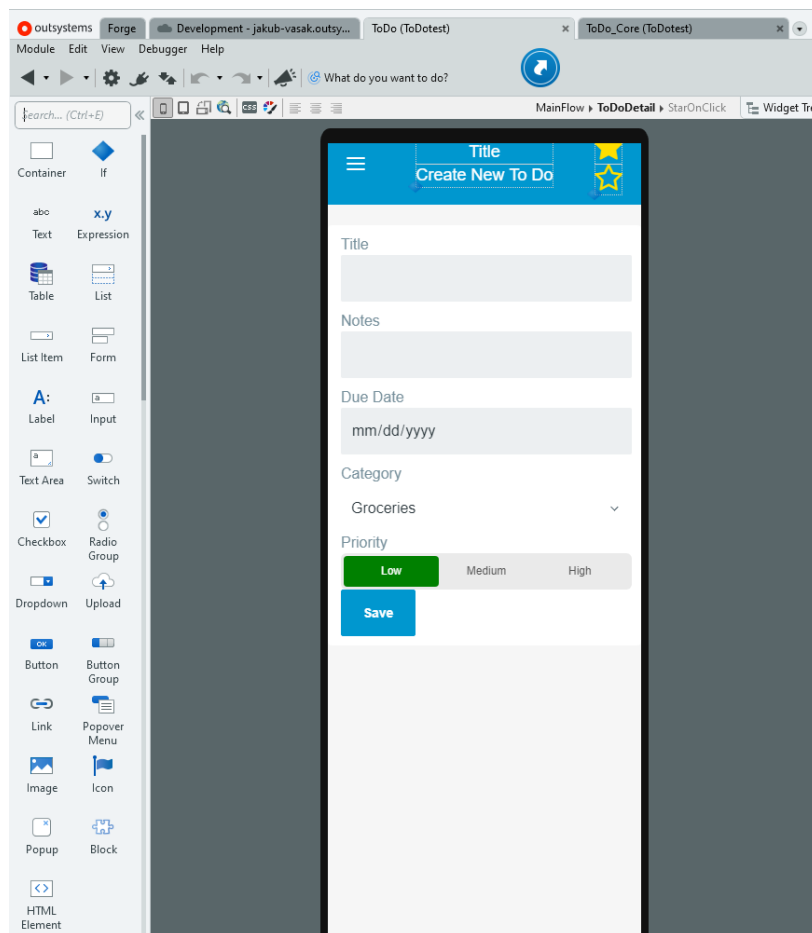 outsystems Forge Development - jakub-vasak.outsy... ToDo (ToDotest) × ToDo_Core (ToDotest) ×
Module Edit View Debugger Help
What do you want to do?
Search... (Ctrl+E)
CSS
MainFlow ToDoDetail StarOnClick Widget Tre
Container If
abc x.y
Text Expression
Table List
List Item Form
A: a
Label Input
a
Text Area Switch
Checkbox Radio Group
Dropdown Upload
OK
Button Button Group
Link Popover Menu
Image Icon
Popup Block
HTML Element
Title
Create New To Do
Title
Notes
Due Date
mm/dd/yyyy
Category
Groceries
Priority
Low Medium High
Save